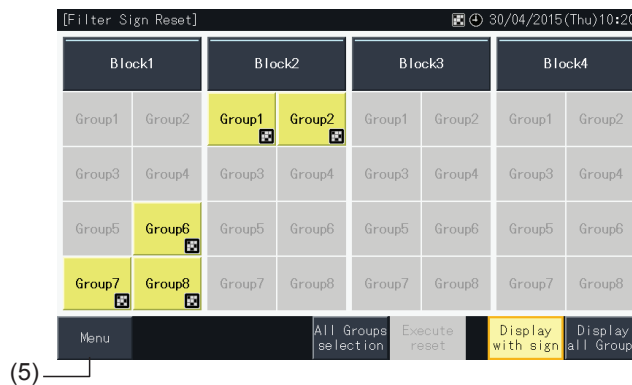 [Filter Sign Reset] 30/04/2015(Thu)10:20
Block1 Block2 Block3 Block4
Group1 Group2 Group1 Group2 Group1 Group2 Group1 Group2
Group3 Group4 Group3 Group4 Group3 Group4 Group3 Group4
Group5 Group6 Group5 Group6 Group5 Group6 Group5 Group6
Group7 Group8 Group7 Group8 Group7 Group8 Group7 Group8
Menu All Groups Execute Display Display
selection reset with sign all Group
(5)